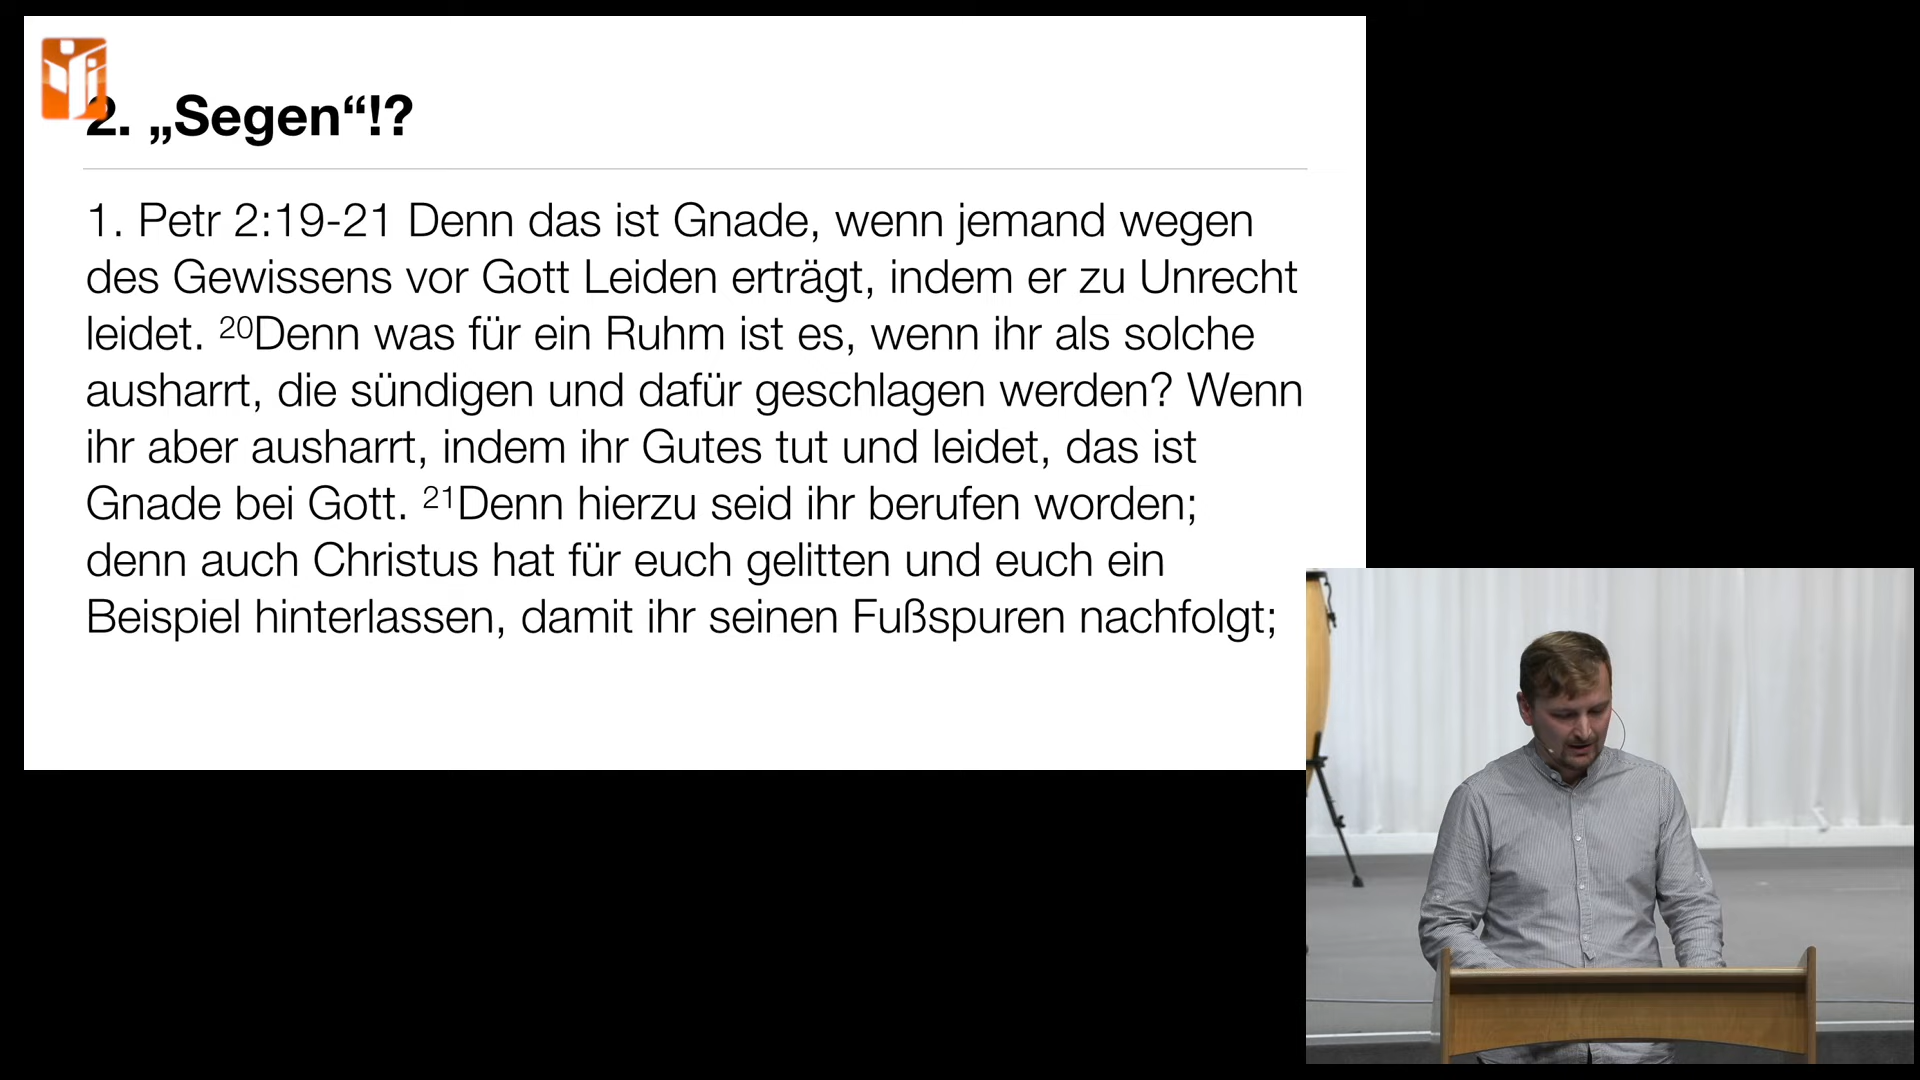 2. „Segen“!?
1. Petr 2:19-21 Denn das ist Gnade, wenn jemand wegen
des Gewissens vor Gott Leiden erträgt, indem er zu Unrecht
leidet. ²⁰Denn was für ein Ruhm ist es, wenn ihr als solche
ausharrt, die sündigen und dafür geschlagen werden? Wenn
ihr aber ausharrt, indem ihr Gutes tut und leidet, das ist
Gnade bei Gott. ²¹Denn hierzu seid ihr berufen worden;
denn auch Christus hat für euch gelitten und euch ein
Beispiel hinterlassen, damit ihr seinen Fußspuren nachfolgt;